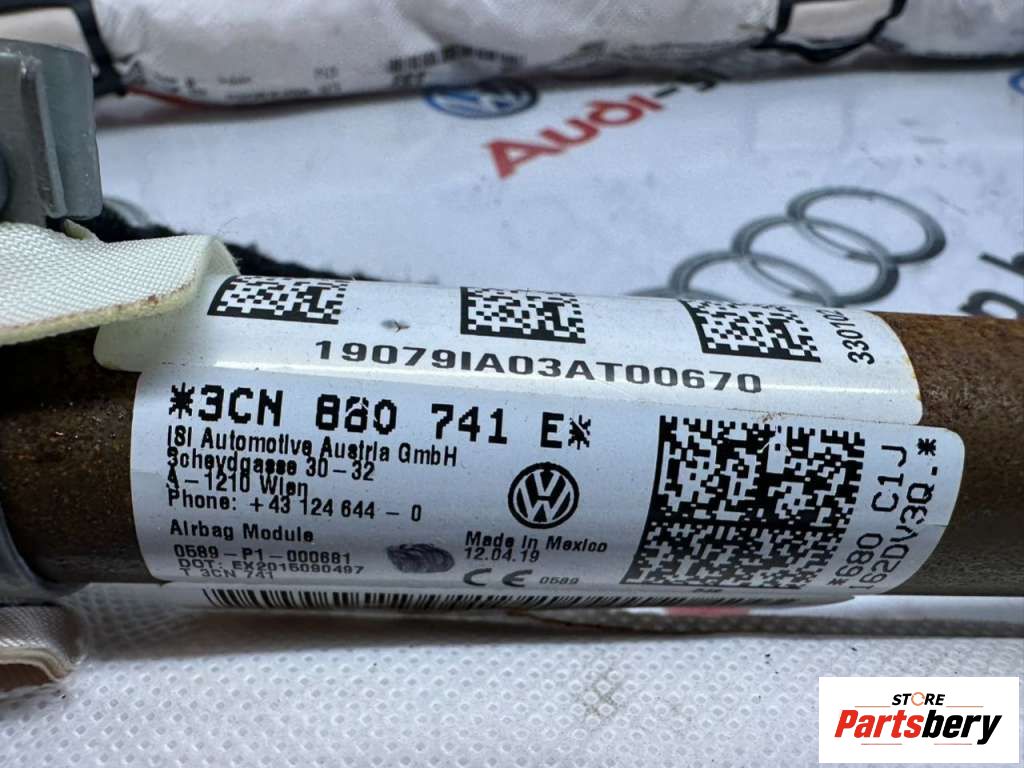 Audi
19079IA03AT00670
33010
*3CN 880 741 E*
ISI Automotive Austria GmbH
Scheydgasse 30-32
A-1210 Wien
Phone: +43 124 644 - 0
Airbag Module
0589-P1-000681
DOT: EX2015090497
T 3CN 741
Made in Mexico
12.04.19
CE 0589
*680 C1J
62DV3Q.*
STORE
Partsbery